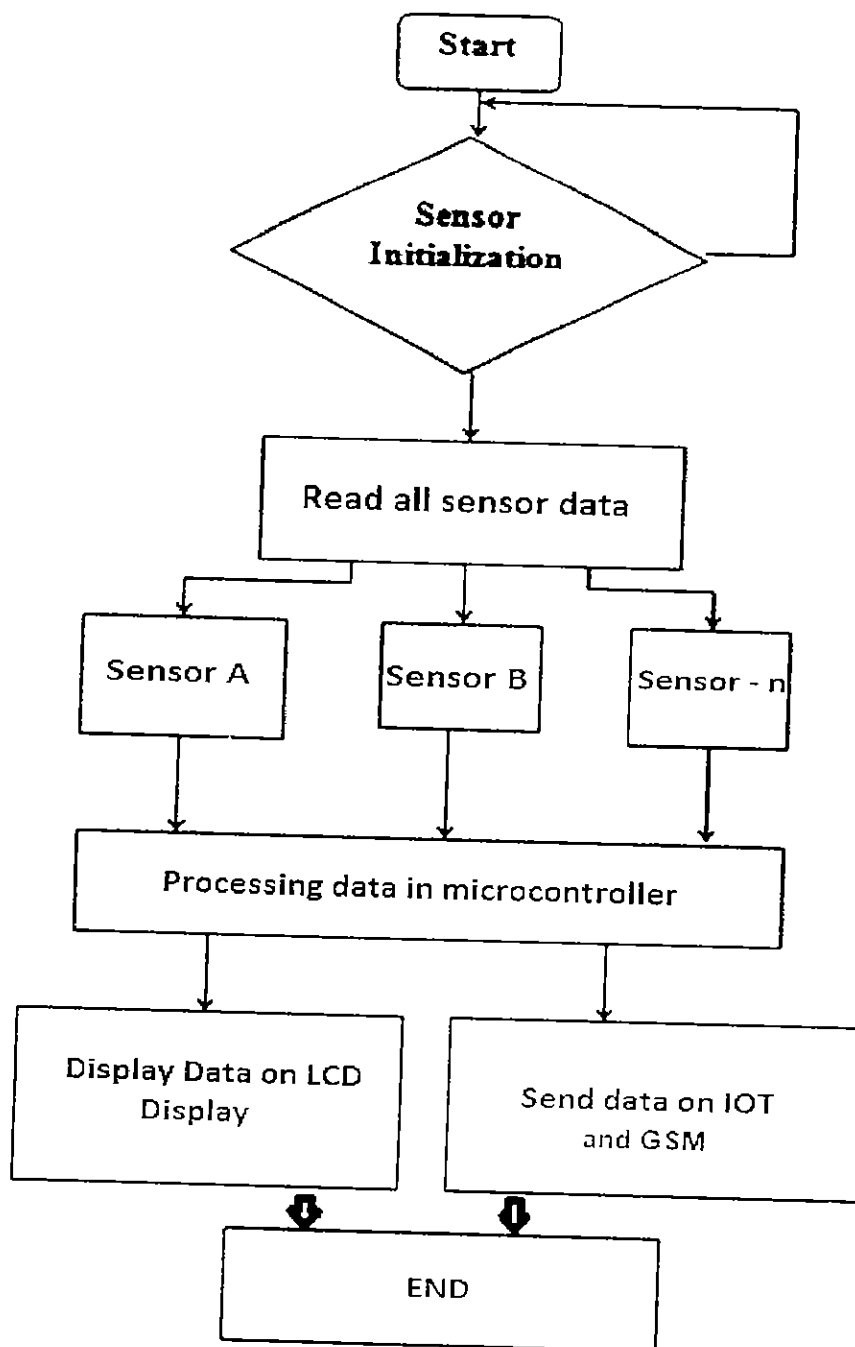 Start
Sensor
Initialization
Read all sensor data
Sensor A
Sensor B
Sensor - n
Processing data in microcontroller
Display Data on LCD
Display
Send data on IOT
and GSM
END